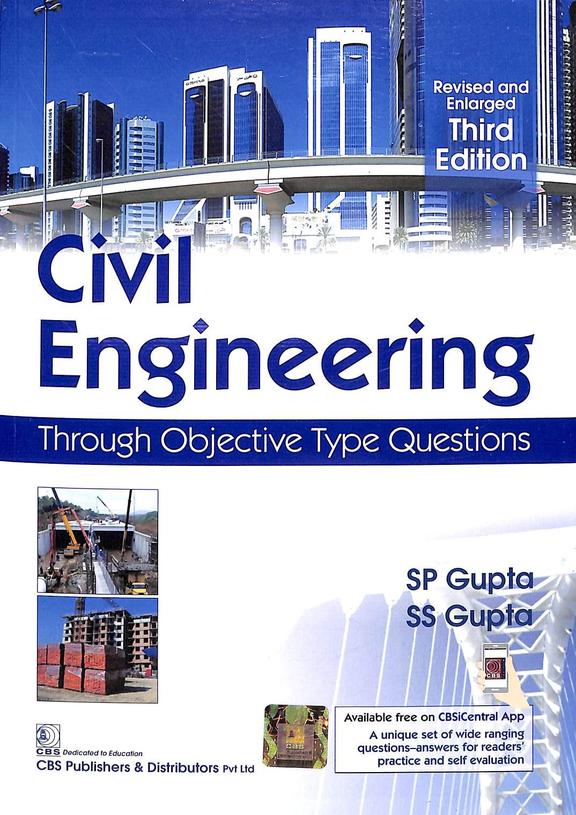 Revised and
Enlarged
Third
Edition
Civil
Engineering
Through Objective Type Questions
SP Gupta
SS Gupta
CBS
Available free on CBSiCentral App
A unique set of wide ranging
questions–answers for readers'
practice and self evaluation
CBS
CBS Dedicated to Education
CBS Publishers & Distributors Pvt Ltd